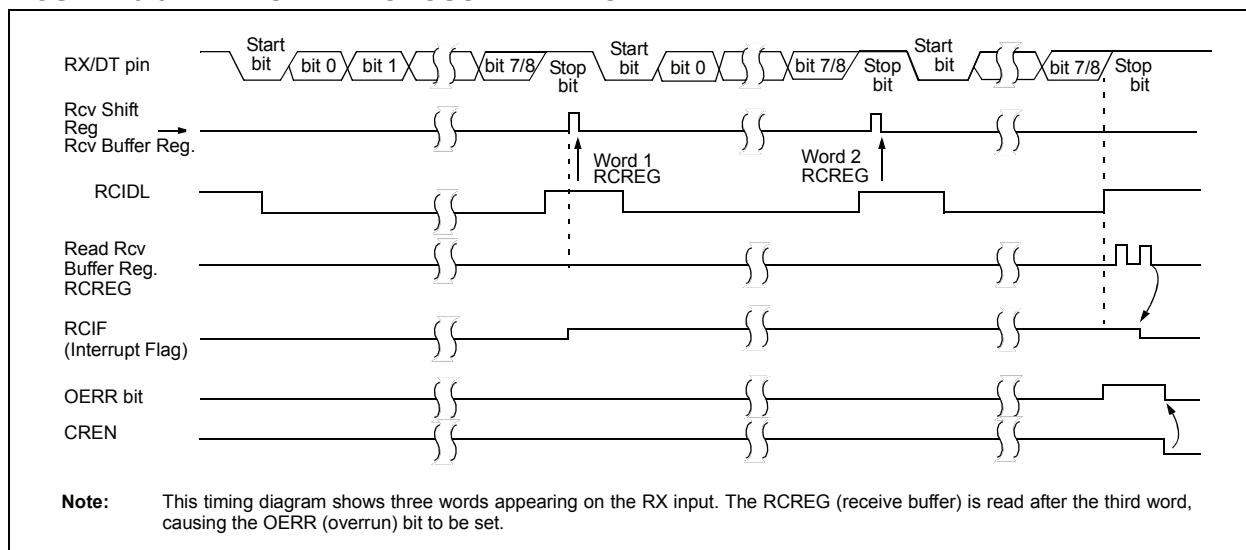 RX/DT pin
Start
bit
bit 0
bit 1
bit 7/8
Stop
bit
Start
bit
bit 0
bit 7/8
Stop
bit
Start
bit
bit 7/8
Stop
bit
Rcv Shift
Reg
Rcv Buffer Reg.
Word 1
RCREG
Word 2
RCREG
RCIDL
Read Rcv
Buffer Reg.
RCREG
RCIF
(Interrupt Flag)
OERR bit
CREN
Note: This timing diagram shows three words appearing on the RX input. The RCREG (receive buffer) is read after the third word,
causing the OERR (overrun) bit to be set.